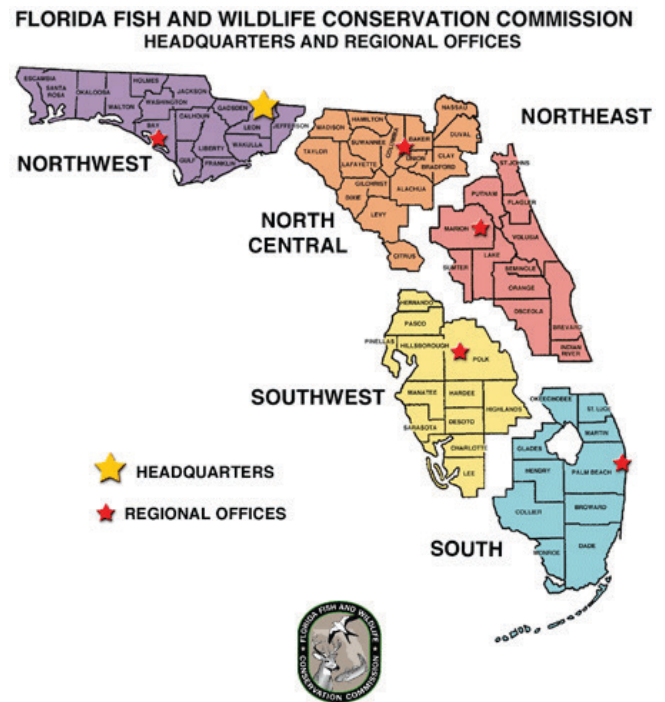 FLORIDA FISH AND WILDLIFE CONSERVATION COMMISSION
HEADQUARTERS AND REGIONAL OFFICES
NORTHWEST
ESCAMBIA
SANTA
ROSA
OKALOOSA
WALTON
HOLMES
WASHINGTON
JACKSON
BAY
CALHOUN
GULF
LIBERTY
FRANKLIN
GADSDEN
LEON
WAKULLA
JEFFERSON
NORTH
CENTRAL
MADISON
TAYLOR
HAMILTON
SUWANNEE
LAFAYETTE
COLUMBIA
BAKER
UNION
NASSAU
DUVAL
CLAY
BRADFORD
GILCHRIST
DIXIE
ALACHUA
LEVY
CITRUS
NORTHEAST
ST.JOHNS
PUTNAM
FLAGLER
MARION
VOLUSIA
SUMTER
LAKE
SEMINOLE
ORANGE
OSCEOLA
BREVARD
INDIAN
RIVER
SOUTHWEST
HERNANDO
PASCO
PINELLAS
HILLSBOROUGH
POLK
MANATEE
HARDEE
HIGHLANDS
SARASOTA
DESOTO
CHARLOTTE
LEE
SOUTH
OKEECHOBEE
ST. LUCI
MARTIN
GLADES
HENDRY
PALM BEACH
COLLIER
BROWARD
MONROE
DADE
HEADQUARTERS
REGIONAL OFFICES
FLORIDA FISH AND WILDLIFE
CONSERVATION COMMISSION